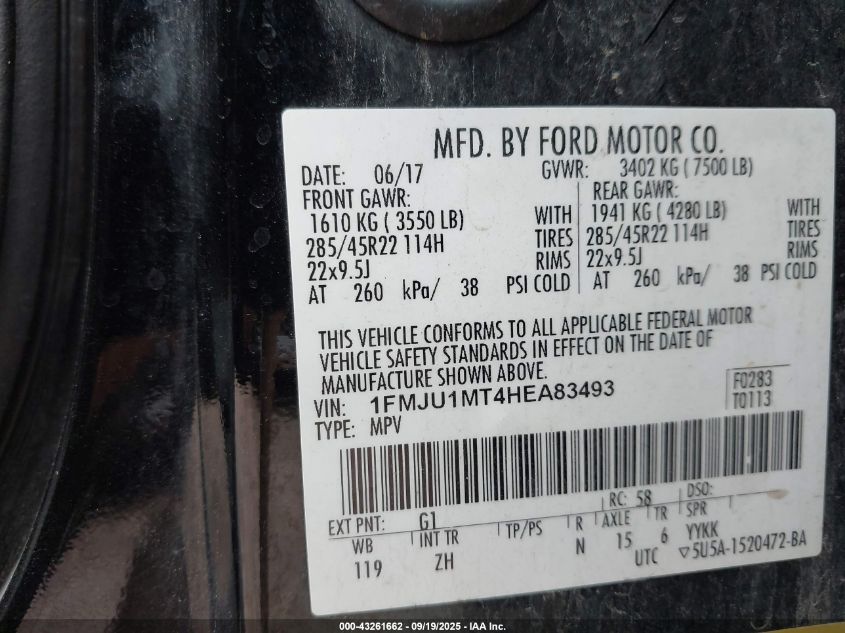 MFD. BY FORD MOTOR CO.
DATE: 06/17 GVWR: 3402 KG ( 7500 LB)
FRONT GAWR: REAR GAWR:
1610 KG ( 3550 LB) WITH 1941 KG ( 4280 LB) WITH
285/45R22 114H TIRES 285/45R22 114H TIRES
22x9.5J RIMS 22x9.5J RIMS
AT 260 kPa/ 38 PSI COLD AT 260 kPa/ 38 PSI COLD
THIS VEHICLE CONFORMS TO ALL APPLICABLE FEDERAL MOTOR
VEHICLE SAFETY STANDARDS IN EFFECT ON THE DATE OF
MANUFACTURE SHOWN ABOVE.
VIN: 1FMJU1MT4HEA83493 F0283
TYPE: MPV T0113
EXT PNT: G1 RC: 58 DSO:
WB INT TR TP/PS R AXLE TR SPR
119 ZH N 15 6 YYKK
UTC ▽5U5A-1520472-BA
000-43261662 - 09/19/2025 - IAA Inc.